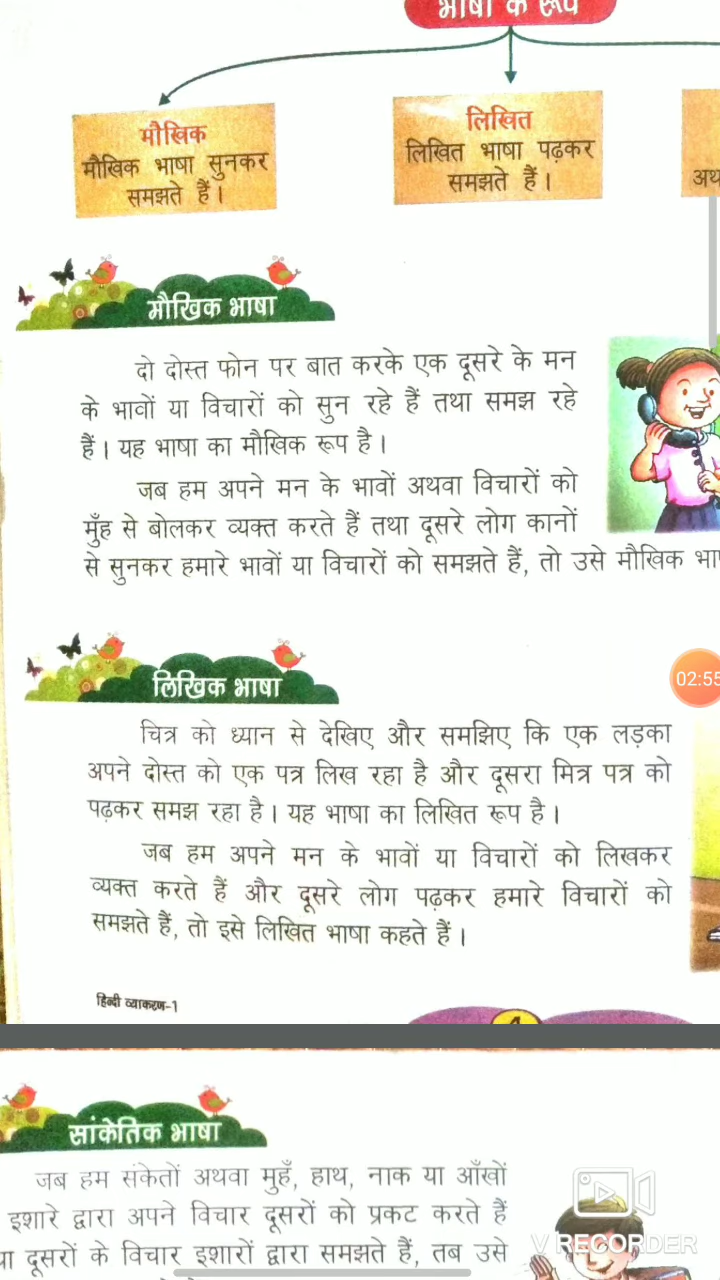 भाषा के रूप
मौखिक
मौखिक भाषा सुनकर
समझते हैं।
लिखित
लिखित भाषा पढ़कर
समझते हैं।
मौखिक भाषा
दो दोस्त फोन पर बात करके एक दूसरे के मन
के भावों या विचारों को सुन रहे हैं तथा समझ रहे
हैं। यह भाषा का मौखिक रूप है।
जब हम अपने मन के भावों अथवा विचारों को
मुँह से बोलकर व्यक्त करते हैं तथा दूसरे लोग कानों
से सुनकर हमारे भावों या विचारों को समझते हैं, तो उसे मौखिक
लिखिक भाषा
02:55
चित्र को ध्यान से देखिए और समझिए कि एक लड़का
अपने दोस्त को एक पत्र लिख रहा है और दूसरा मित्र पत्र को
पढ़कर समझ रहा है। यह भाषा का लिखित रूप है।
जब हम अपने मन के भावों या विचारों को लिखकर
व्यक्त करते हैं और दूसरे लोग पढ़कर हमारे विचारों को
समझते हैं, तो इसे लिखित भाषा कहते हैं।
हिन्दी व्याकरण-1
4
सांकेतिक भाषा
जब हम संकेतों अथवा मुहँ, हाथ, नाक या आँखों
इशारे द्वारा अपने विचार दूसरों को प्रकट करते हैं
दूसरों के विचार इशारों द्वारा समझते हैं, तब उसे
V RECORDER